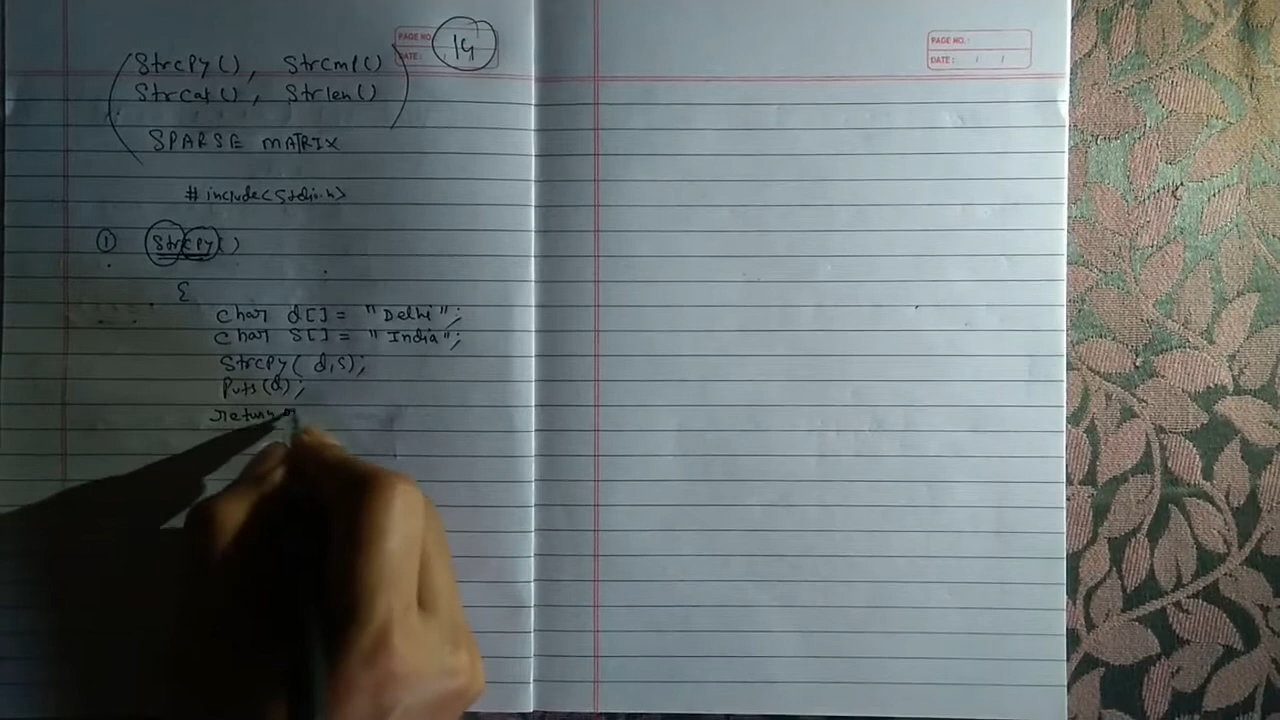 PAGE NO.
DATE:
14
PAGE NO.:
DATE: / /
Strcpy(), Strcmp()
Strcat(), Strlen()
SPARSE MATRIX
#include<stdio.h>
① Strcpy()
{
char d[] = "Delhi";
char s[] = "India";
Strcpy( d,s);
Puts(d);
return